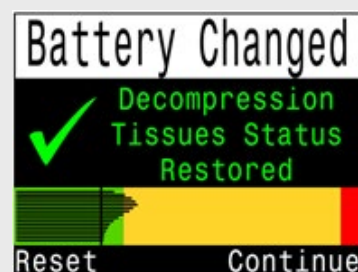 Battery Changed
Decompression
Tissues Status
Restored
Reset Continue